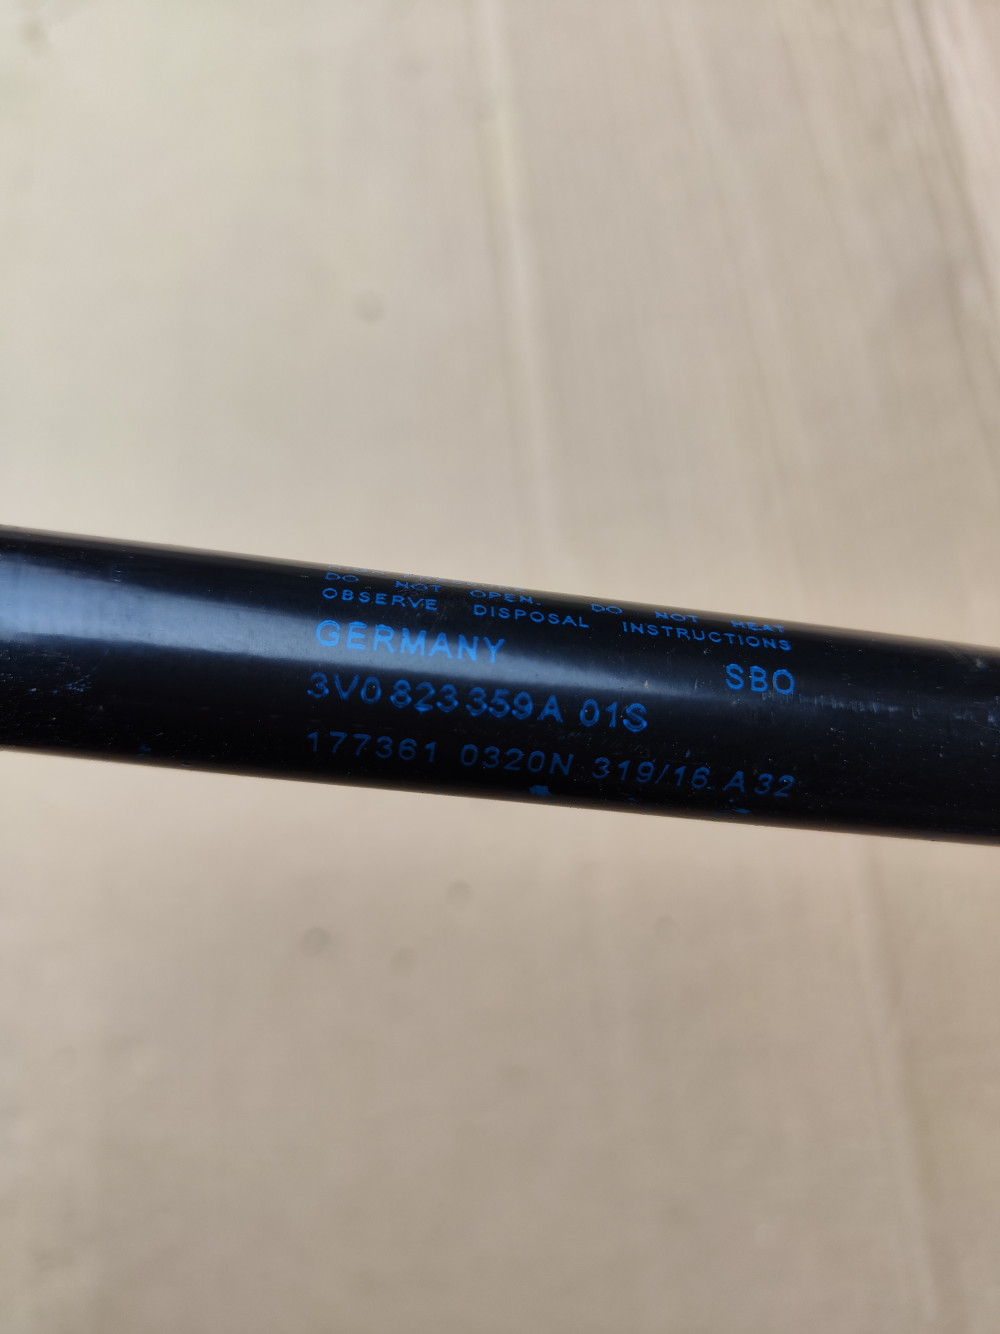 DO NOT OPEN. DO NOT HEAT
OBSERVE DISPOSAL INSTRUCTIONS
GERMANY SBO
3V0 823 359 A 01S
177361 0320N 319/16 A32